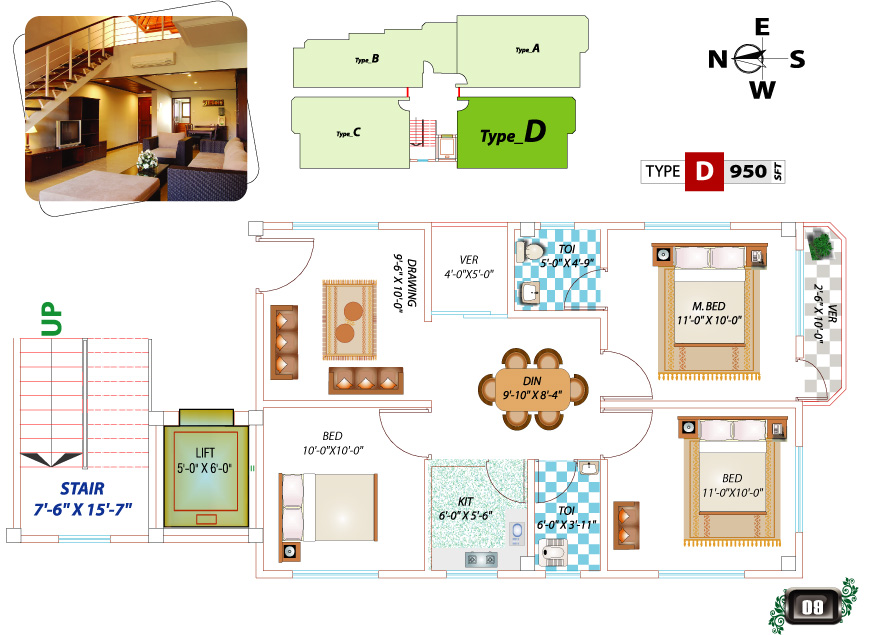 Type_B
Type_A
Type_C
Type_D
E
N S
W
TYPE D 950 SFT
UP
DRAWING
9'-6" X 10'-0"
VER
4'-0"X5'-0"
TOI
5'-0" X 4'-9"
M. BED
11'-0" X 10'-0"
VER
2'-6" X 10'-0"
DIN
9'-10" X 8'-4"
BED
10'-0"X10'-0"
LIFT
5'-0" X 6'-0"
STAIR
7'-6" X 15'-7"
KIT
6'-0" X 5'-6"
TOI
6'-0" X 3'-11"
BED
11'-0"X10'-0"
08